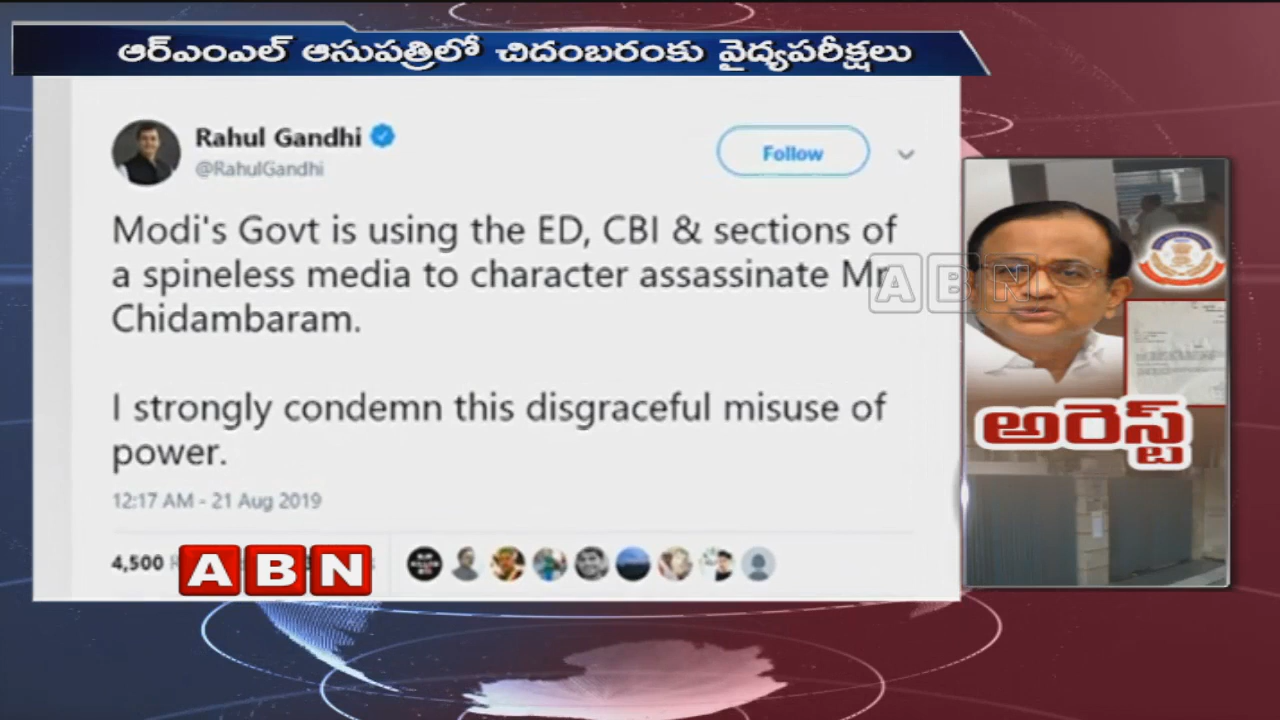 ఆర్ఎంఎల్ ఆసుపత్రిలో చిదంబరంకు వైద్యపరీక్షలు
Rahul Gandhi
@RahulGandhi
Follow
Modi's Govt is using the ED, CBI & sections of
a spineless media to character assassinate Mr
Chidambaram.
I strongly condemn this disgraceful misuse of
power.
12:17 AM - 21 Aug 2019
4,500
ABN
ABN
అరెస్ట్